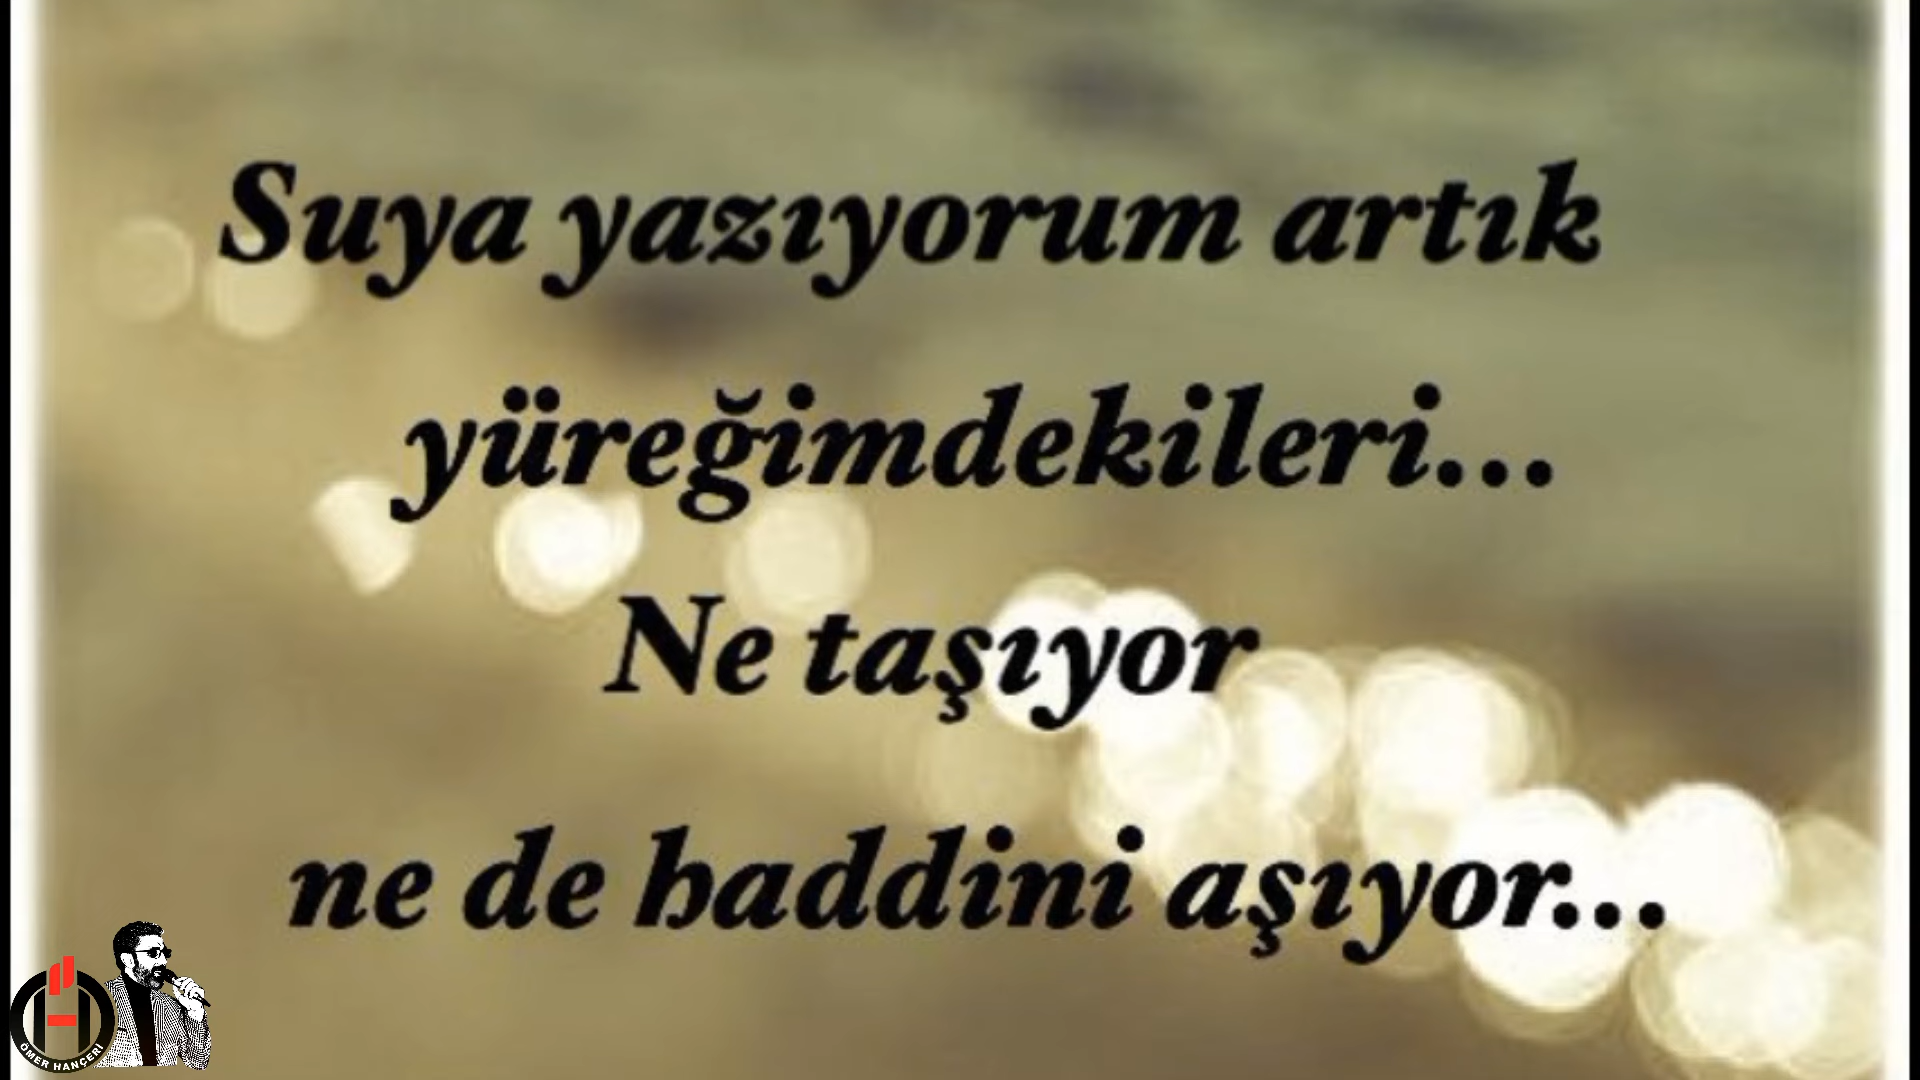 Suya yazıyorum artık
yüreğimdekileri...
Ne taşıyor
ne de haddini aşıyor...
ÖMER HANÇERİ